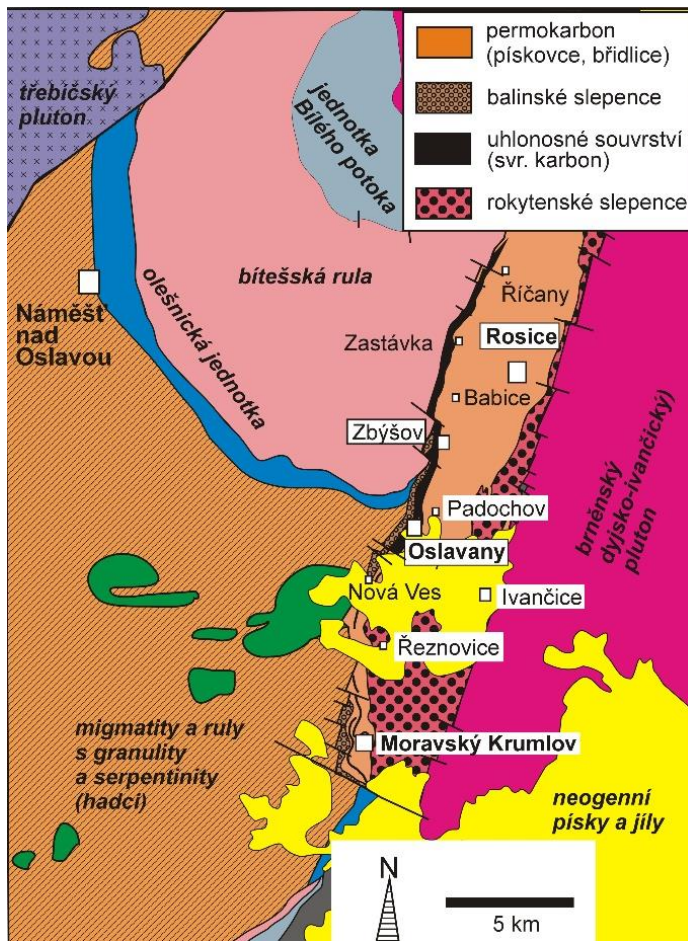 permokarbon
(pískovce, břidlice)
balinské slepence
uhlonosné souvrství
(svr. karbon)
rokytenské slepence
třebíčský
pluton
jednotka
Bílého potoka
bítešská rula
olešnická jednotka
Náměšť
nad
Oslavou
Říčany
Zastávka
Rosice
Babice
Zbýšov
Padochov
Oslavany
Nová Ves
Ivančice
Řeznovice
Moravský Krumlov
brněnský
dyjsko-ivančický)
pluton
migmatity a ruly
s granulity
a serpentinity
(hadci)
neogenní
písky a jíly
N
5 km